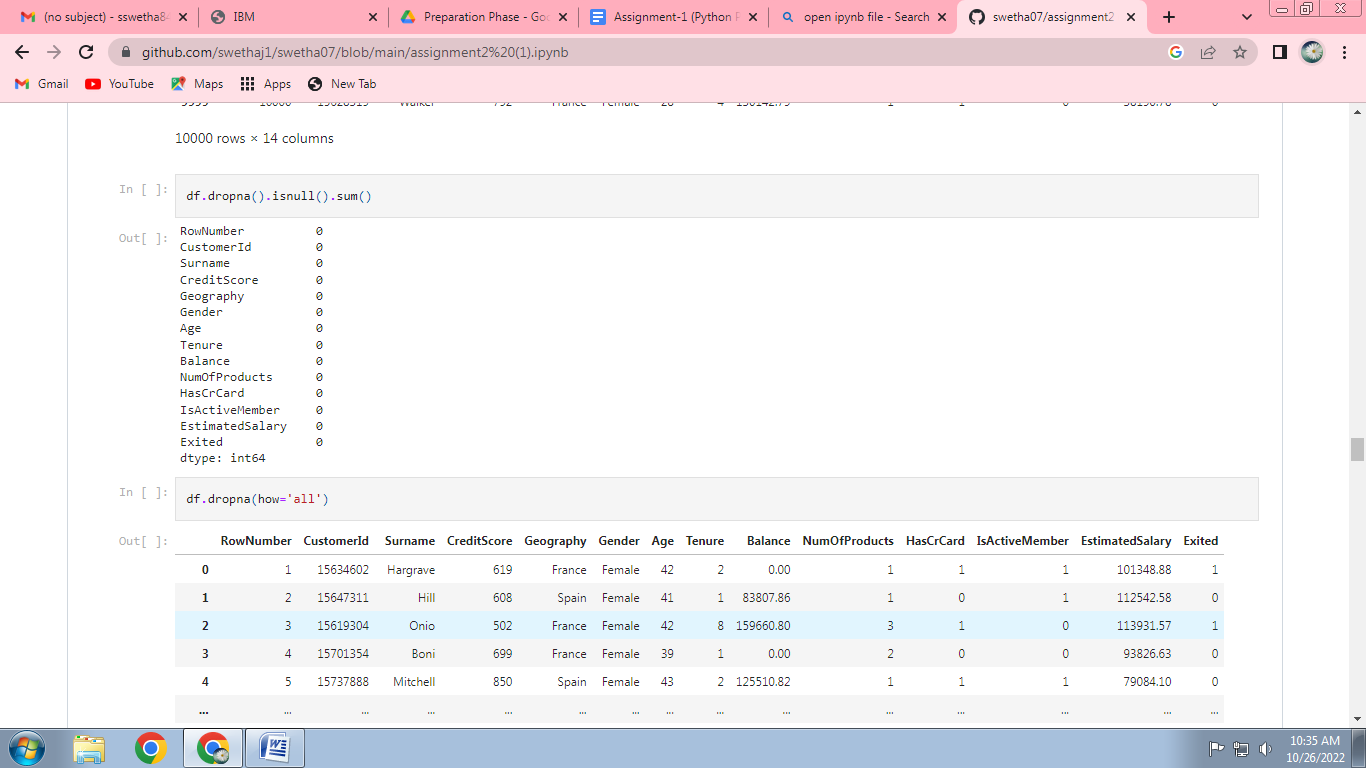 (no subject) - sswetha84 IBM Preparation Phase - Goo Assignment-1 (Python P open ipynb file - Search swetha07/assignment2
github.com/swethaj1/swetha07/blob/main/assignment2%20(1).ipynb
Gmail YouTube Maps Apps New Tab
10000 rows × 14 columns
In [ ]: df.dropna().isnull().sum()
Out[ ]: RowNumber 0
CustomerId 0
Surname 0
CreditScore 0
Geography 0
Gender 0
Age 0
Tenure 0
Balance 0
NumOfProducts 0
HasCrCard 0
IsActiveMember 0
EstimatedSalary 0
Exited 0
dtype: int64
In [ ]: df.dropna(how='all')
Out[ ]: RowNumber CustomerId Surname CreditScore Geography Gender Age Tenure Balance NumOfProducts HasCrCard IsActiveMember EstimatedSalary Exited
0 1 15634602 Hargrave 619 France Female 42 2 0.00 1 1 1 101348.88 1
1 2 15647311 Hill 608 Spain Female 41 1 83807.86 1 0 1 112542.58 0
2 3 15619304 Onio 502 France Female 42 8 159660.80 3 1 0 113931.57 1
3 4 15701354 Boni 699 France Female 39 1 0.00 2 0 0 93826.63 0
4 5 15737888 Mitchell 850 Spain Female 43 2 125510.82 1 1 1 79084.10 0
... ... ... ... ... ... ... ... ... ... ... ... ... ... ...
10:35 AM
10/26/2022